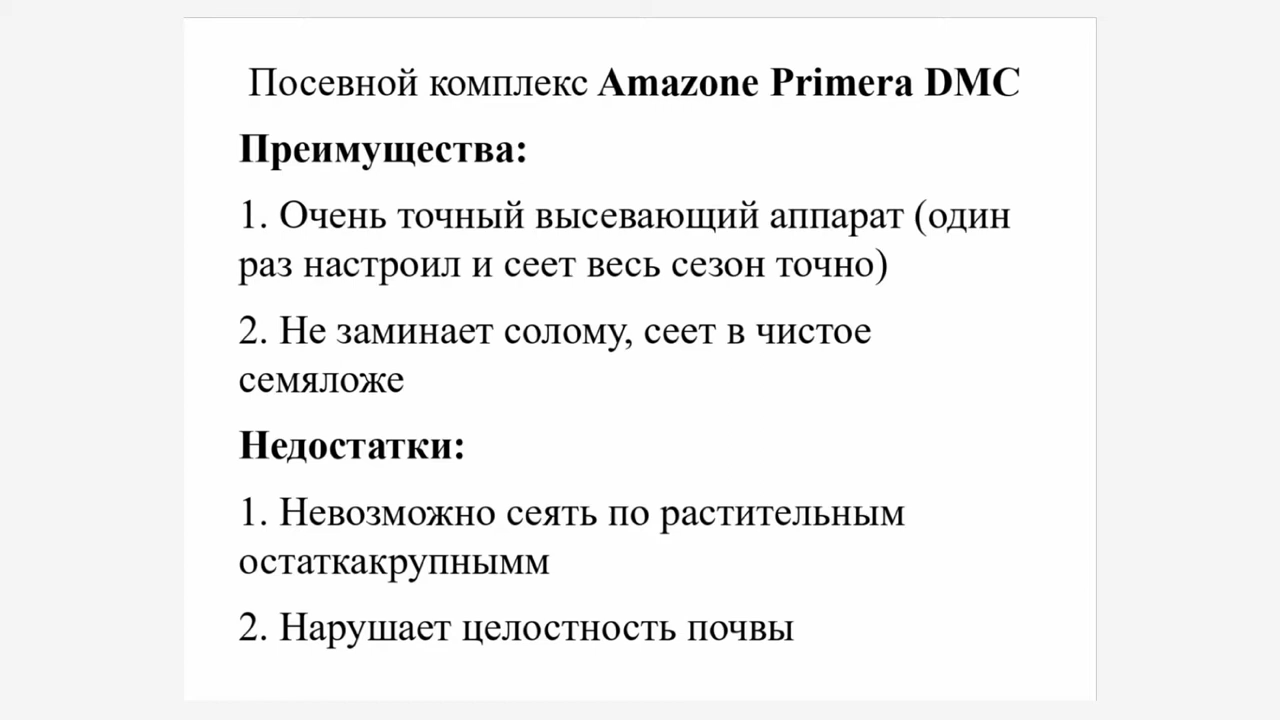 Посевной комплекс Amazone Primera DMC
Преимущества:
1. Очень точный высевающий аппарат (один
раз настроил и сеет весь сезон точно)
2. Не заминает солому, сеет в чистое
семяложе
Недостатки:
1. Невозможно сеять по растительным
остаткакрупнымм
2. Нарушает целостность почвы